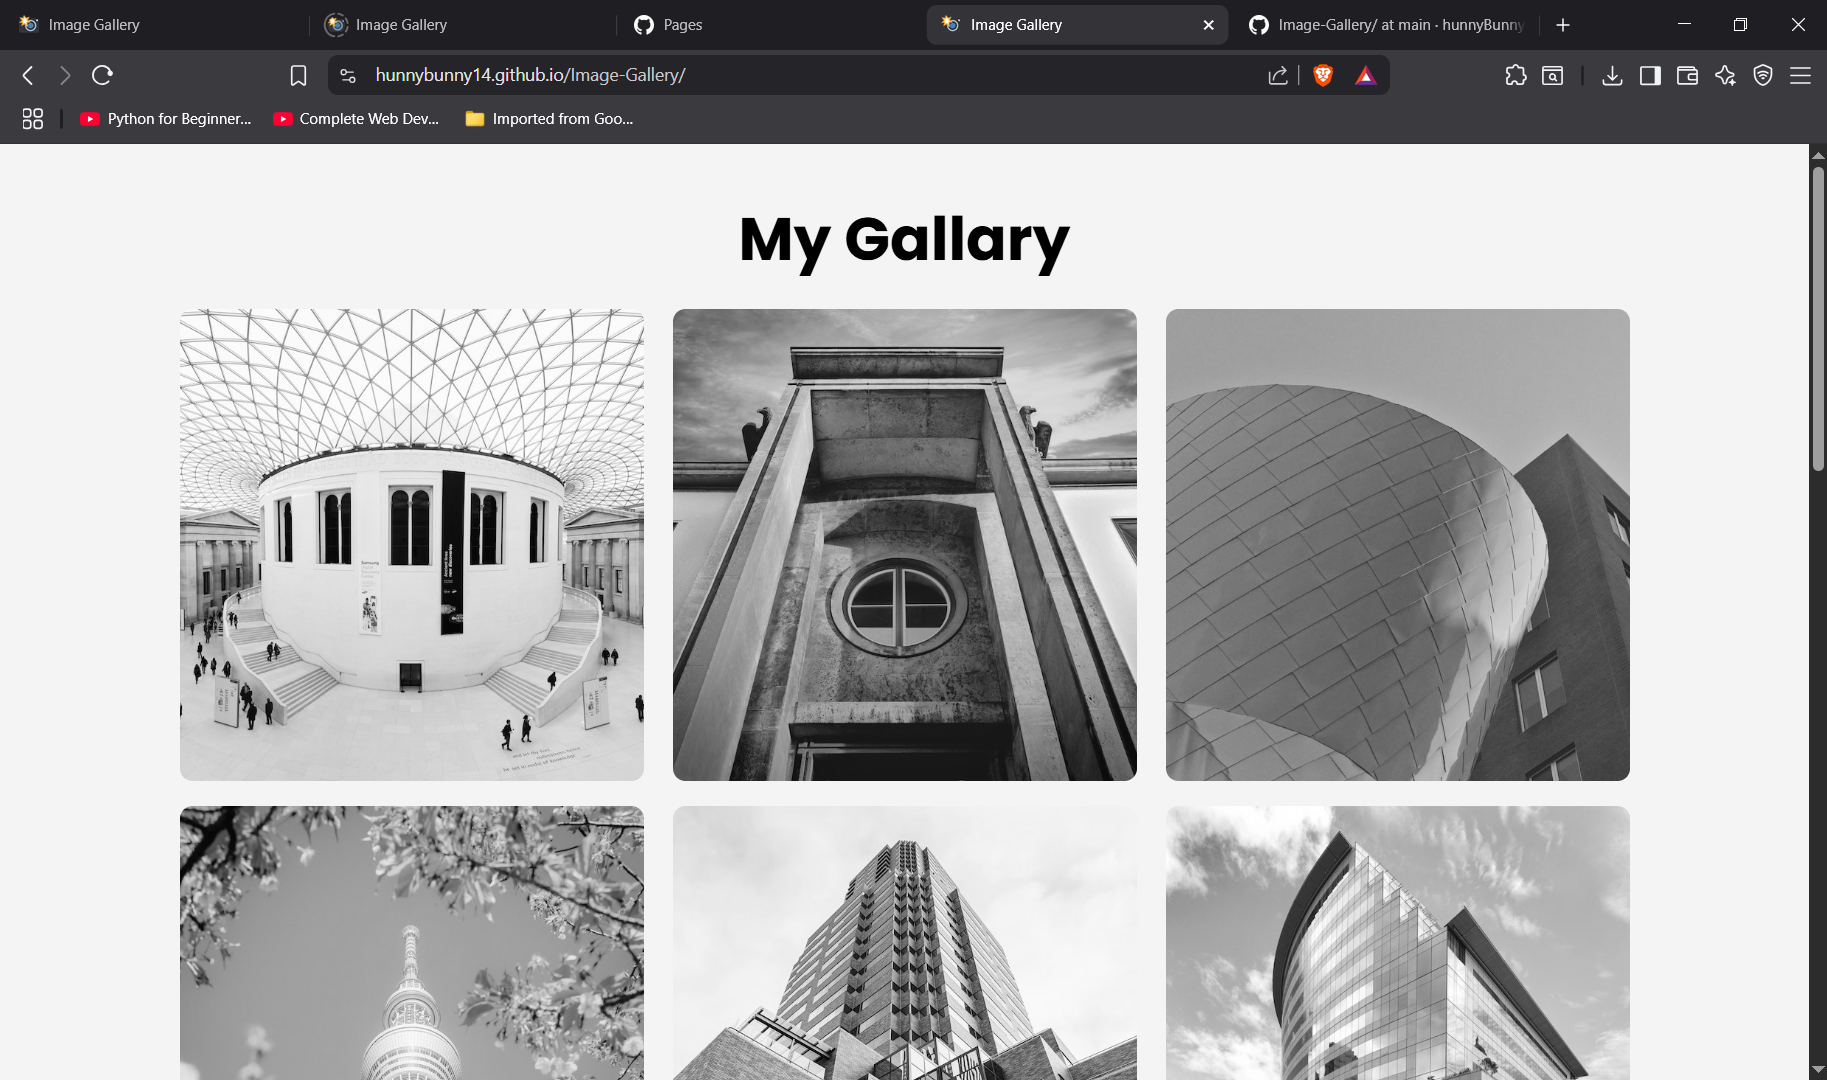 Image Gallery
Image Gallery
Pages
Image Gallery
Image-Gallery/ at main · hunnyBunny
hunnybunny14.github.io/Image-Gallery/
Python for Beginner...
Complete Web Dev...
Imported from Goo...
My Gallary